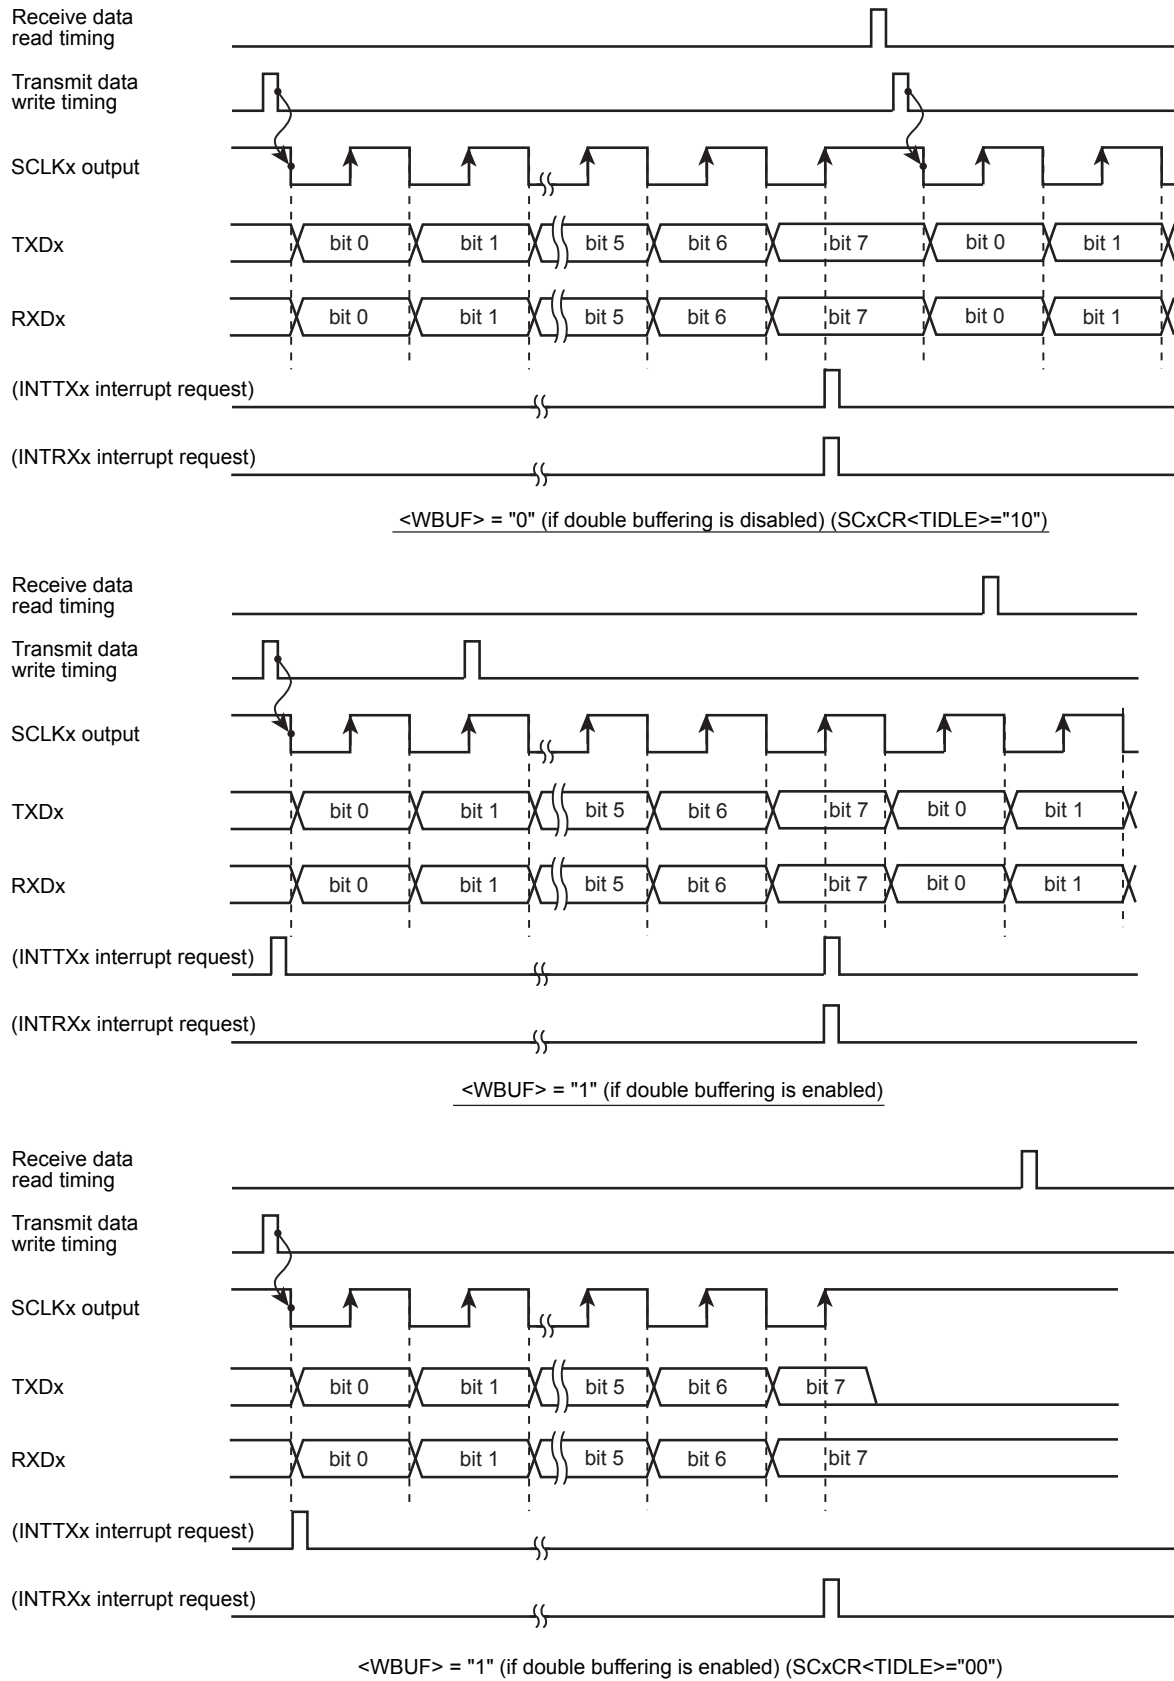 Receive data
read timing
Transmit data
write timing
SCLKx output
TXDx
bit 0 bit 1 bit 5 bit 6 bit 7 bit 0 bit 1
RXDx
bit 0 bit 1 bit 5 bit 6 bit 7 bit 0 bit 1
(INTTXx interrupt request)
(INTRXx interrupt request)
<WBUF> = "0" (if double buffering is disabled) (SCxCR<TIDLE>="10")
Receive data
read timing
Transmit data
write timing
SCLKx output
TXDx
bit 0 bit 1 bit 5 bit 6 bit 7 bit 0 bit 1
RXDx
bit 0 bit 1 bit 5 bit 6 bit 7 bit 0 bit 1
(INTTXx interrupt request)
(INTRXx interrupt request)
<WBUF> = "1" (if double buffering is enabled)
Receive data
read timing
Transmit data
write timing
SCLKx output
TXDx
bit 0 bit 1 bit 5 bit 6 bit 7
RXDx
bit 0 bit 1 bit 5 bit 6 bit 7
(INTTXx interrupt request)
(INTRXx interrupt request)
<WBUF> = "1" (if double buffering is enabled) (SCxCR<TIDLE>="00")